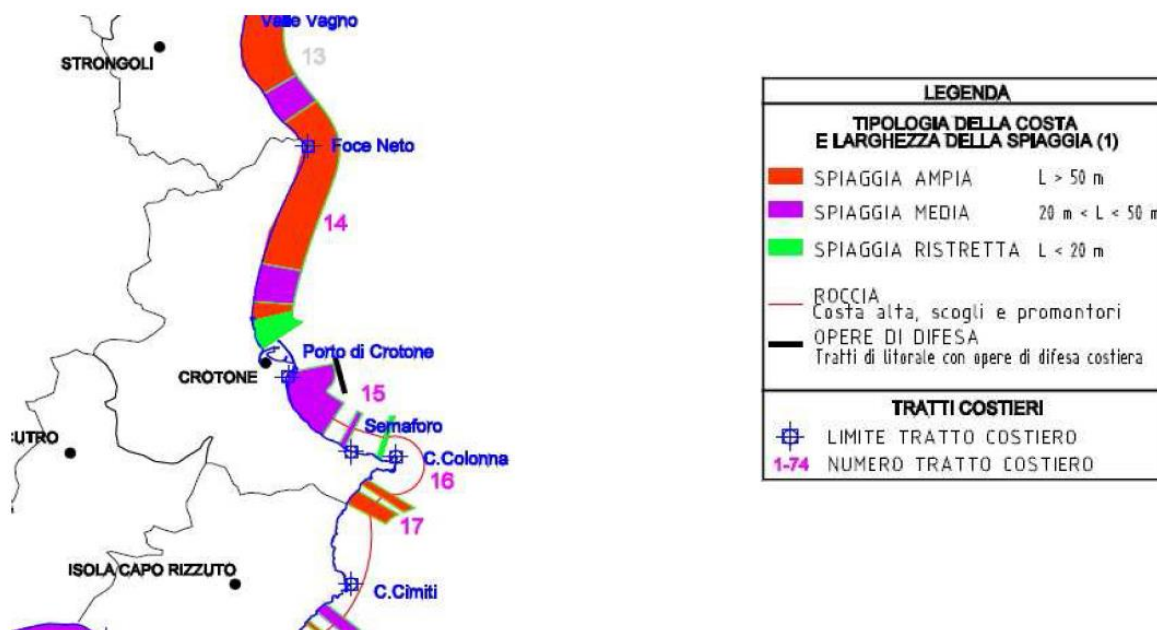 Valle Vagno
13
STRONGOLI
Foce Neto
14
Porto di Crotone
CROTONE
15
Semaforo
CUTRO
C.Colonna
16
17
ISOLA CAPO RIZZUTO
C.Cimiti
LEGENDA
TIPOLOGIA DELLA COSTA
E LARGHEZZA DELLA SPIAGGIA (1)
SPIAGGIA AMPIA L > 50 m
SPIAGGIA MEDIA 20 m < L < 50 m
SPIAGGIA RISTRETTA L < 20 m
ROCCIA
Costa alta, scogli e promontori
OPERE DI DIFESA
Tratti di litorale con opere di difesa costiera
TRATTI COSTIERI
LIMITE TRATTO COSTIERO
1-74 NUMERO TRATTO COSTIERO